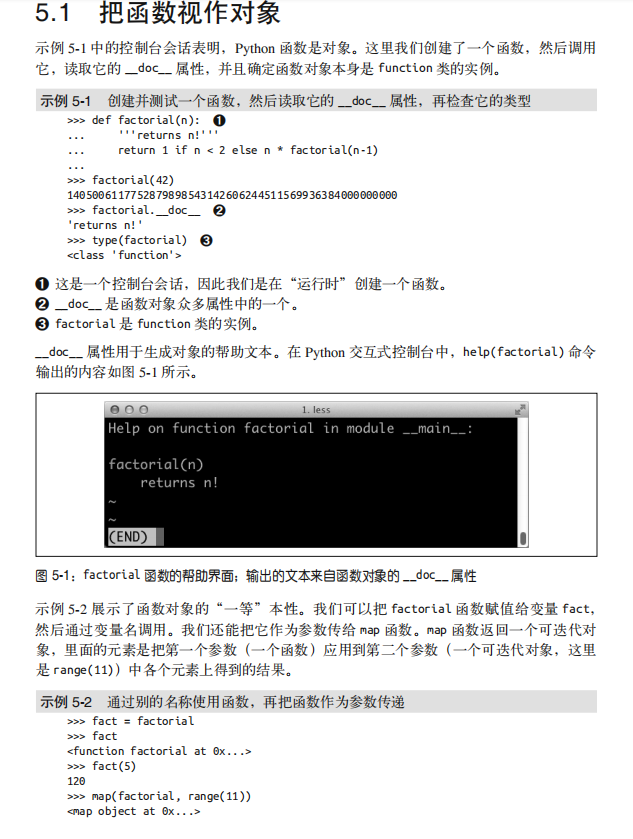 5.1 把函数视作对象
示例 5-1 中的控制台会话表明，Python 函数是对象。这里我们创建了一个函数，然后调用
它，读取它的 __doc__ 属性，并且确定函数对象本身是 function 类的实例。
示例 5-1 创建并测试一个函数，然后读取它的 __doc__ 属性，再检查它的类型
>>> def factorial(n): ❶
... '''returns n!'''
... return 1 if n < 2 else n * factorial(n-1)
...
>>> factorial(42)
1405006117752879898543142606244511569936384000000000
>>> factorial.__doc__ ❷
'returns n!'
>>> type(factorial) ❸
<class 'function'>
❶ 这是一个控制台会话，因此我们是在“运行时”创建一个函数。
❷ __doc__ 是函数对象众多属性中的一个。
❸ factorial 是 function 类的实例。
__doc__ 属性用于生成对象的帮助文本。在 Python 交互式控制台中，help(factorial) 命令
输出的内容如图 5-1 所示。
1. less
Help on function factorial in module __main__:
factorial(n)
returns n!
~
~
(END)
图 5-1：factorial 函数的帮助界面；输出的文本来自函数对象的 __doc__ 属性
示例 5-2 展示了函数对象的“一等”本性。我们可以把 factorial 函数赋值给变量 fact，
然后通过变量名调用。我们还能把它作为参数传给 map 函数。map 函数返回一个可迭代对
象，里面的元素是把第一个参数（一个函数）应用到第二个参数（一个可迭代对象，这里
是 range(11)）中各个元素上得到的结果。
示例 5-2 通过别的名称使用函数，再把函数作为参数传递
>>> fact = factorial
>>> fact
<function factorial at 0x...>
>>> fact(5)
120
>>> map(factorial, range(11))
<map object at 0x...>